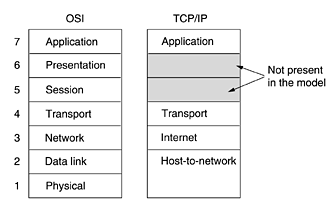 OSI TCP/IP
7 Application Application
6 Presentation
5 Session
Not present
in the model
4 Transport Transport
3 Network Internet
2 Data link Host-to-network
1 Physical